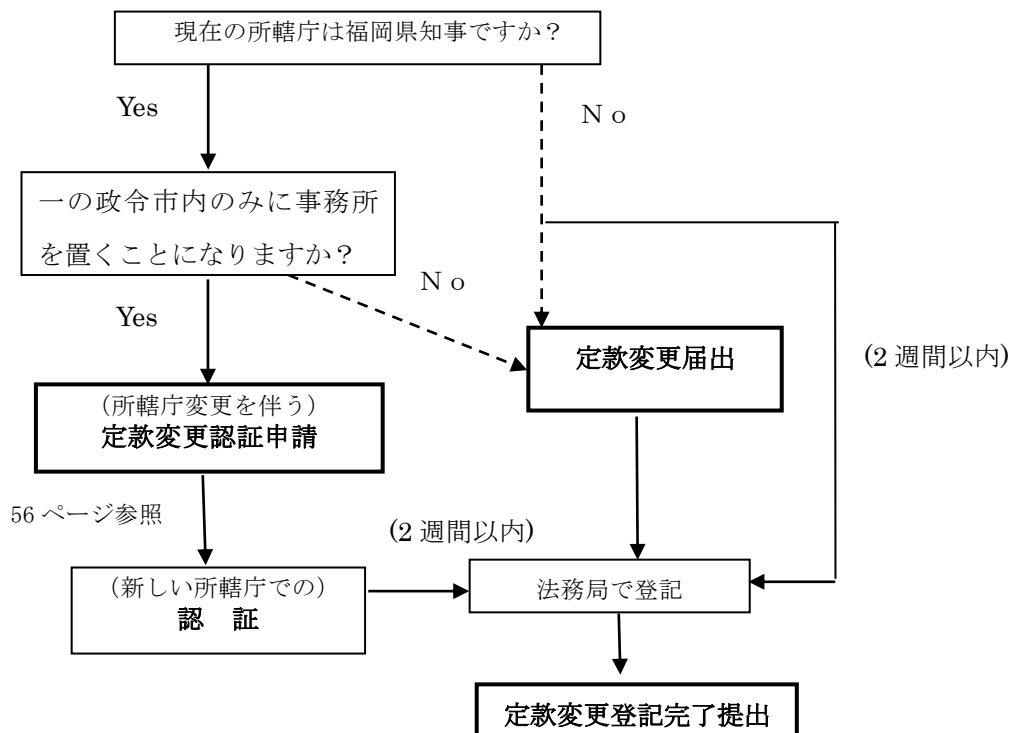 現在の所轄庁は福岡県知事ですか？
Yes
Ｎｏ
一の政令市内のみに事務所
を置くことになりますか？
Ｎｏ
Yes
定款変更届出
(2 週間以内)
（所轄庁変更を伴う）
定款変更認証申請
56 ページ参照
(2 週間以内)
（新しい所轄庁での）
認　証
法務局で登記
定款変更登記完了提出